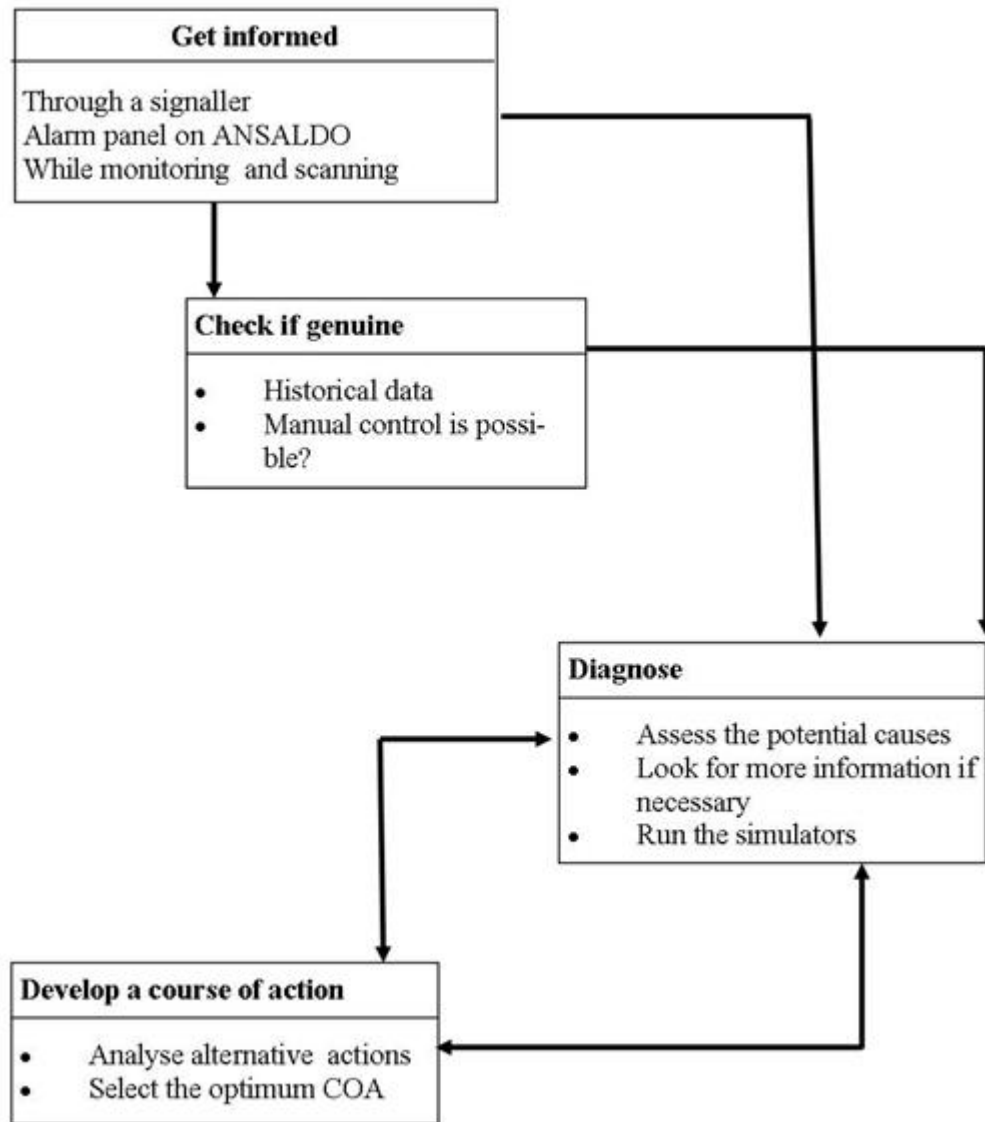 Get informed
Through a signaller
Alarm panel on ANSALDO
While monitoring and scanning
Check if genuine
• Historical data
• Manual control is possi-
ble?
Diagnose
• Assess the potential causes
• Look for more information if
necessary
• Run the simulators
Develop a course of action
• Analyse alternative actions
• Select the optimum COA